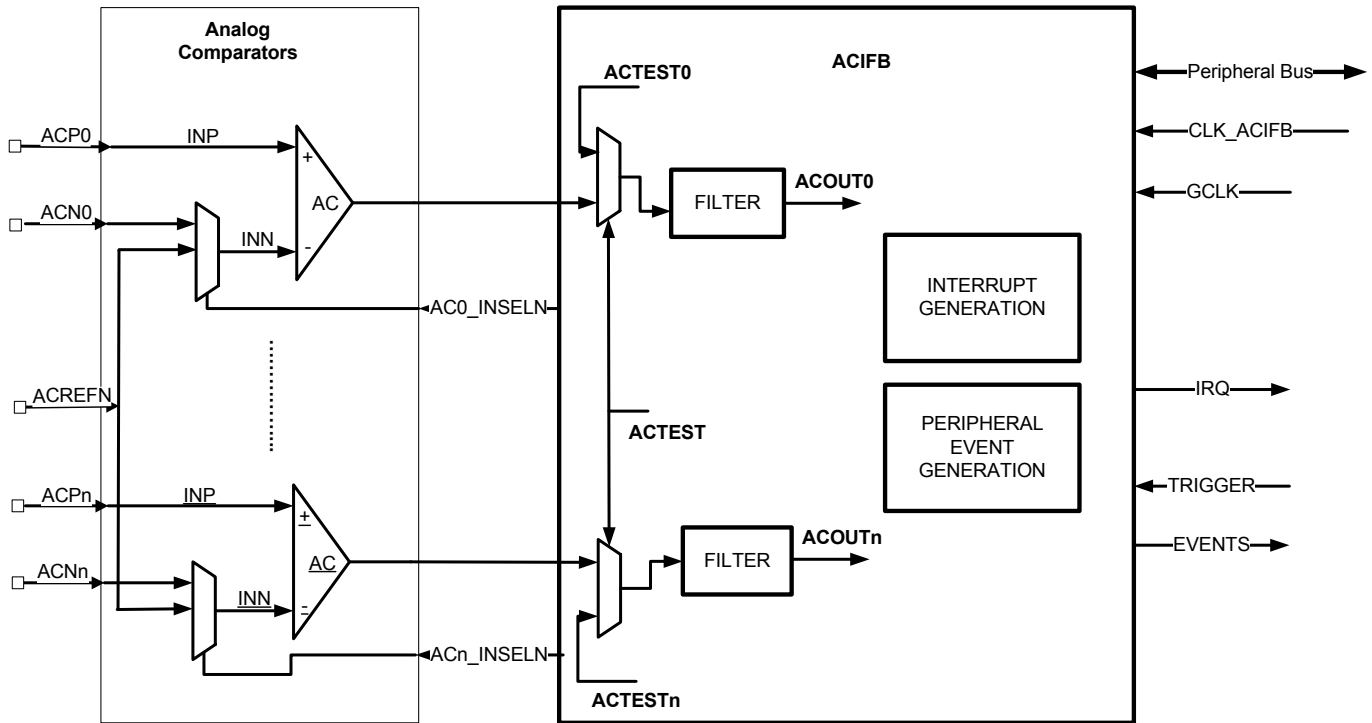 Analog
Comparators
ACIFB
ACTEST0
Peripheral Bus
ACP0
INP
CLK_ACIFB
+
AC
ACOUT0
GCLK
FILTER
ACN0
INN
-
INTERRUPT
GENERATION
AC0_INSELN
ACREFN
IRQ
ACTEST
PERIPHERAL
EVENT
GENERATION
ACPn
INP
TRIGGER
+
ACOUTn
EVENTS
AC
FILTER
ACNn
INN
-
ACn_INSELN
ACTESTn